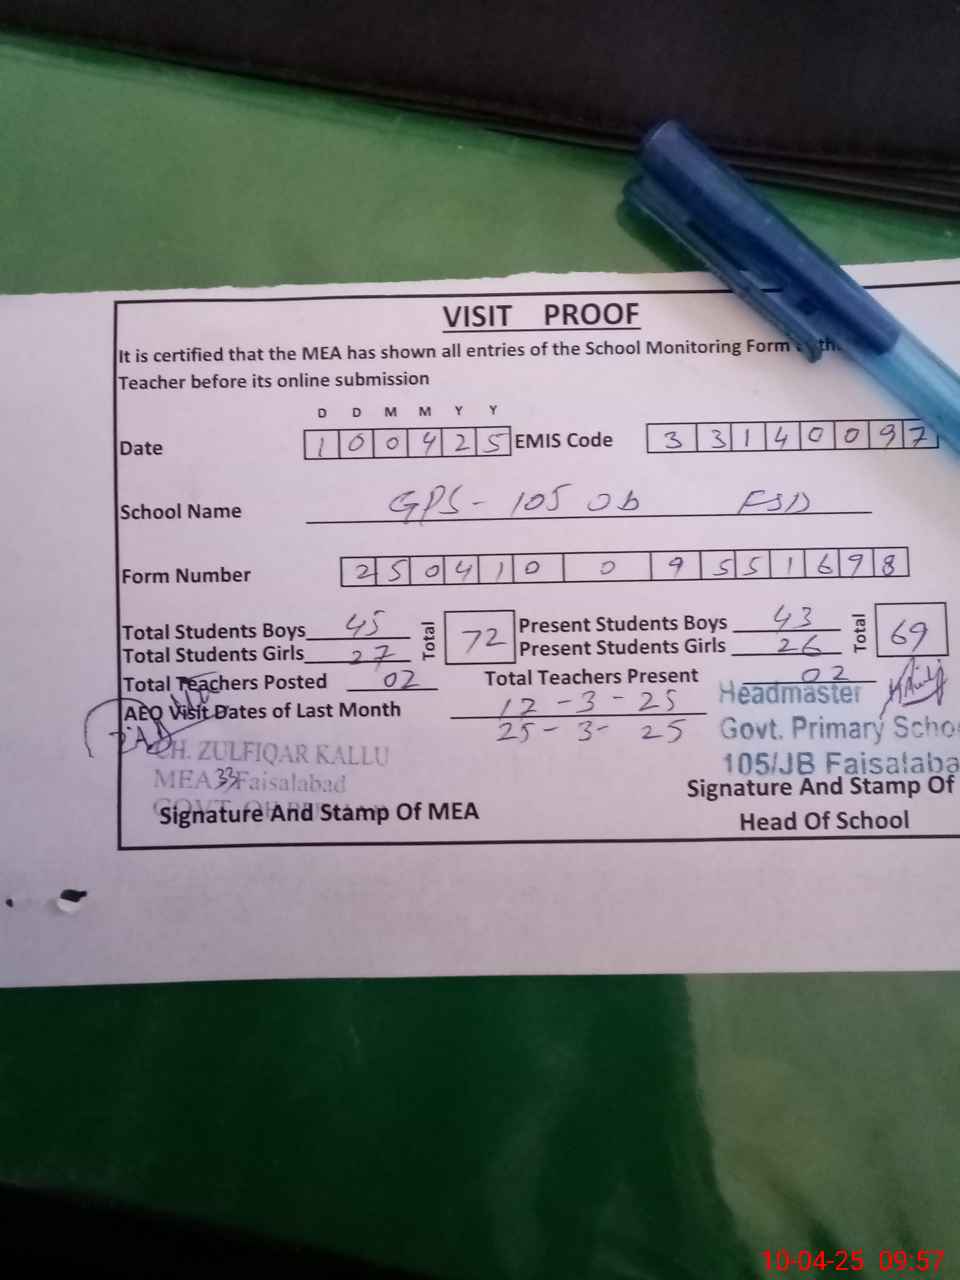 VISIT PROOF
It is certified that the MEA has shown all entries of the School Monitoring Form
Teacher before its online submission
D D M M Y Y
Date 1 0 0 4 2 5 EMIS Code 3 3 1 4 0 0 9 7
School Name GPS - 105 JB FSD
Form Number 2 5 0 4 1 0 0 9 5 5 1 6 9 8
Total Students Boys 45 Total 72 Present Students Boys 43 Total 69
Total Students Girls 27 Present Students Girls 26
Total Teachers Posted 02 Total Teachers Present 02
AEO Visit Dates of Last Month 12-3-25
25-3-25
Headmaster
Govt. Primary Scho
105/JB Faisalaba
CH. ZULFIQAR KALLU
MEA 33 Faisalabad
GOVT. OF
Signature And Stamp Of MEA
Signature And Stamp Of
Head Of School
10-04-25 09:57